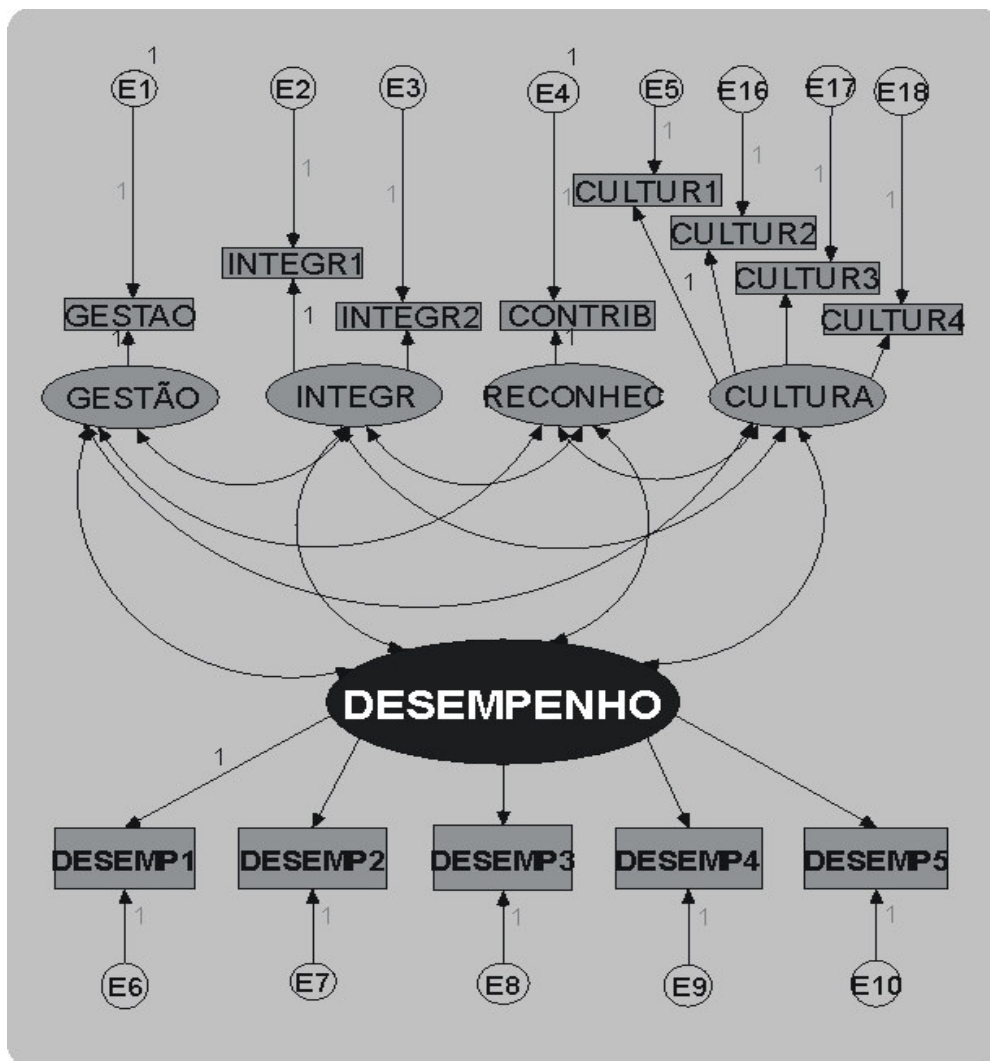 1 1
E1 E2 E3 E4 E5 E16 E17 E18
1 1 1 1
1 1 1 1
CULTUR1
CULTUR2
INTEGR1 1 CULTUR3
GESTAO 1 INTEGR2 CONTRIB CULTUR4
1 1
GESTÃO INTEGR RECONHEC CULTURA
DESEMPENHO
1
DESEMP1 DESEMP2 DESEMP3 DESEMP4 DESEMP5
1 1 1 1 1
E6 E7 E8 E9 E10